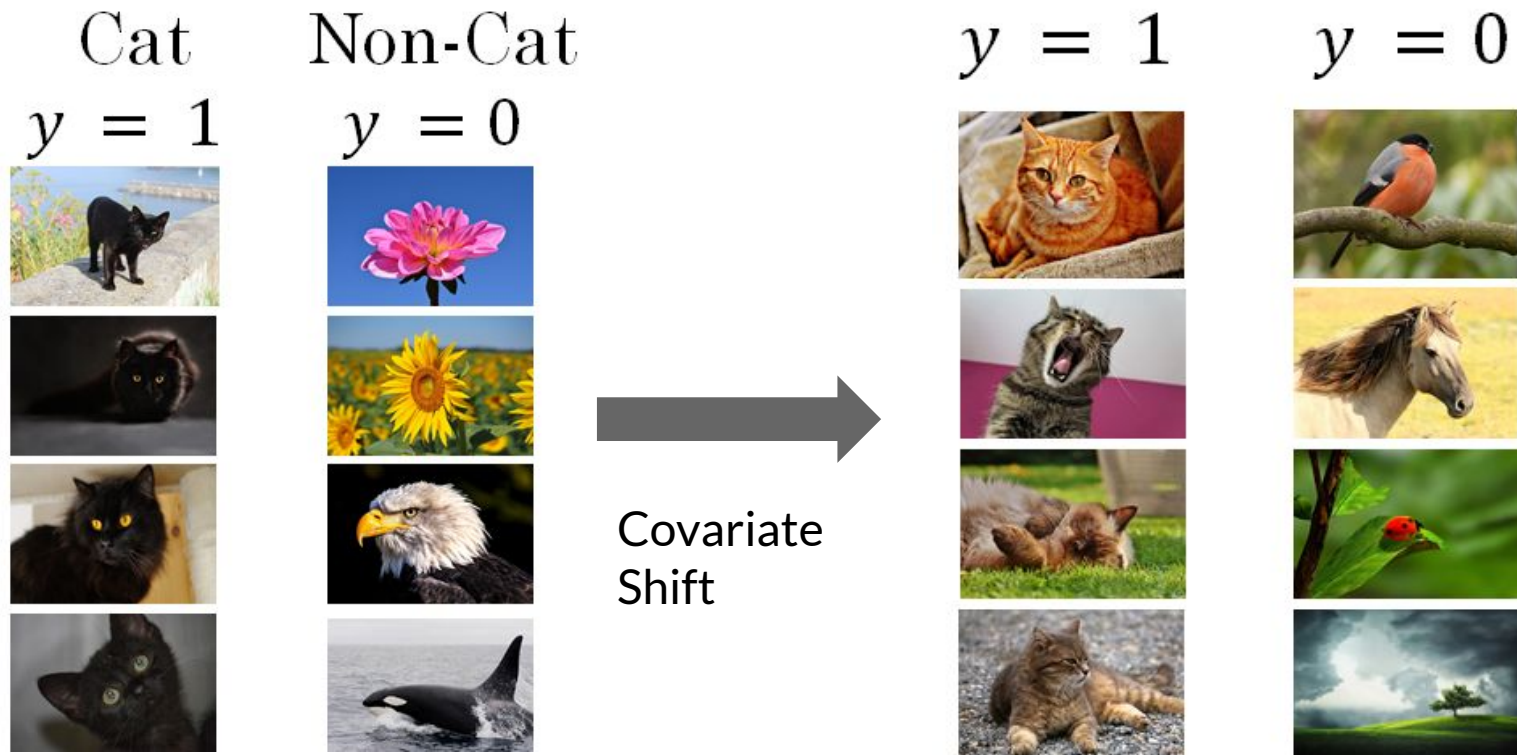 Cat Non-Cat
y = 1 y = 0
y = 1 y = 0
Covariate
Shift